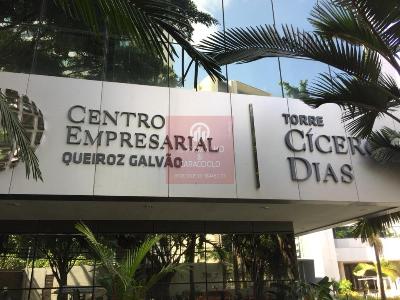 CENTRO
EMPRESARIAL
QUEIROZ GALVÃO
TORRE
CÍCERO
DIAS